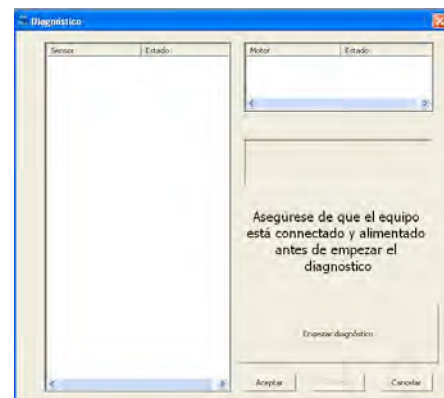 Diagnóstico
Sensor Estado
Motor Estado
Asegurese de que el equipo
está connectado y alimentado
antes de empezar el
diagnostico
Empezar diagnóstico
Aceptar Cancelar